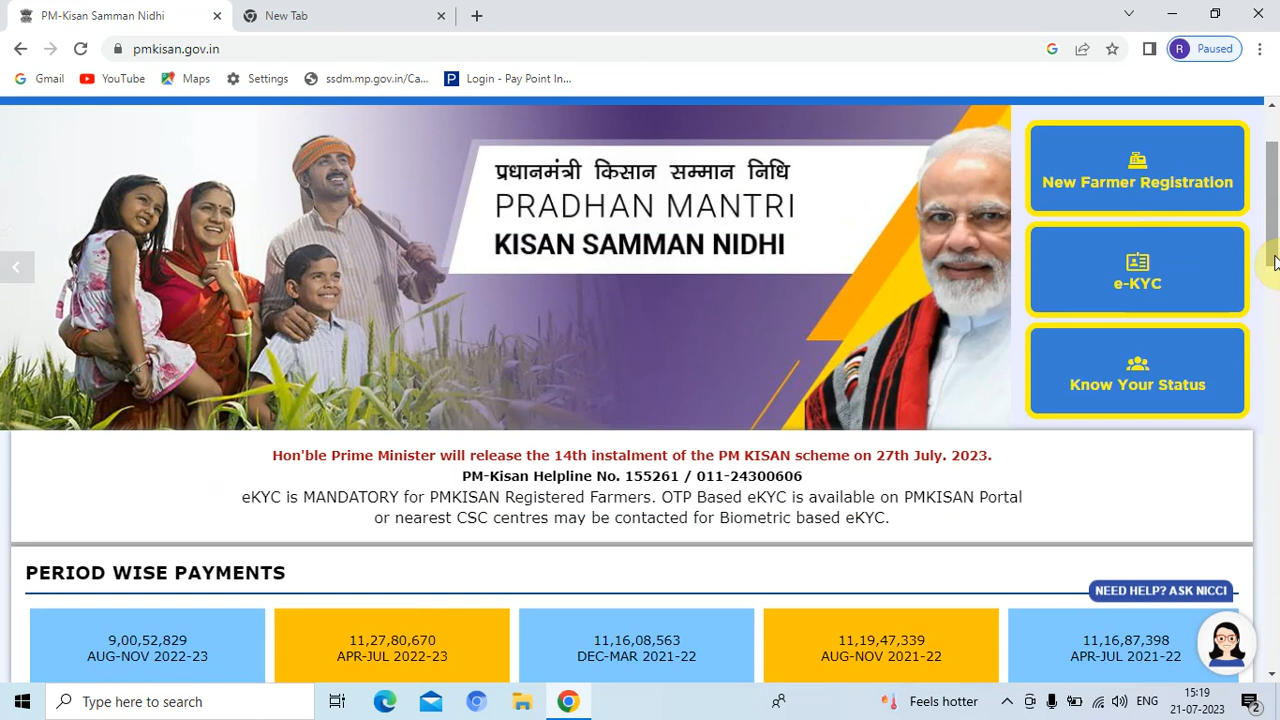 PM-Kisan Samman Nidhi
New Tab
pmkisan.gov.in
R Paused
Gmail YouTube Maps Settings ssdm.mp.gov.in/Ca... P Login - Pay Point In...
प्रधानमंत्री किसान सम्मान निधि
PRADHAN MANTRI
KISAN SAMMAN NIDHI
New Farmer Registration
e-KYC
Know Your Status
Hon'ble Prime Minister will release the 14th instalment of the PM KISAN scheme on 27th July. 2023.
PM-Kisan Helpline No. 155261 / 011-24300606
eKYC is MANDATORY for PMKISAN Registered Farmers. OTP Based eKYC is available on PMKISAN Portal
or nearest CSC centres may be contacted for Biometric based eKYC.
PERIOD WISE PAYMENTS
NEED HELP? ASK NICCI
9,00,52,829
AUG-NOV 2022-23
11,27,80,670
APR-JUL 2022-23
11,16,08,563
DEC-MAR 2021-22
11,19,47,339
AUG-NOV 2021-22
11,16,87,398
APR-JUL 2021-22
Type here to search
Feels hotter
ENG
15:19
21-07-2023
2